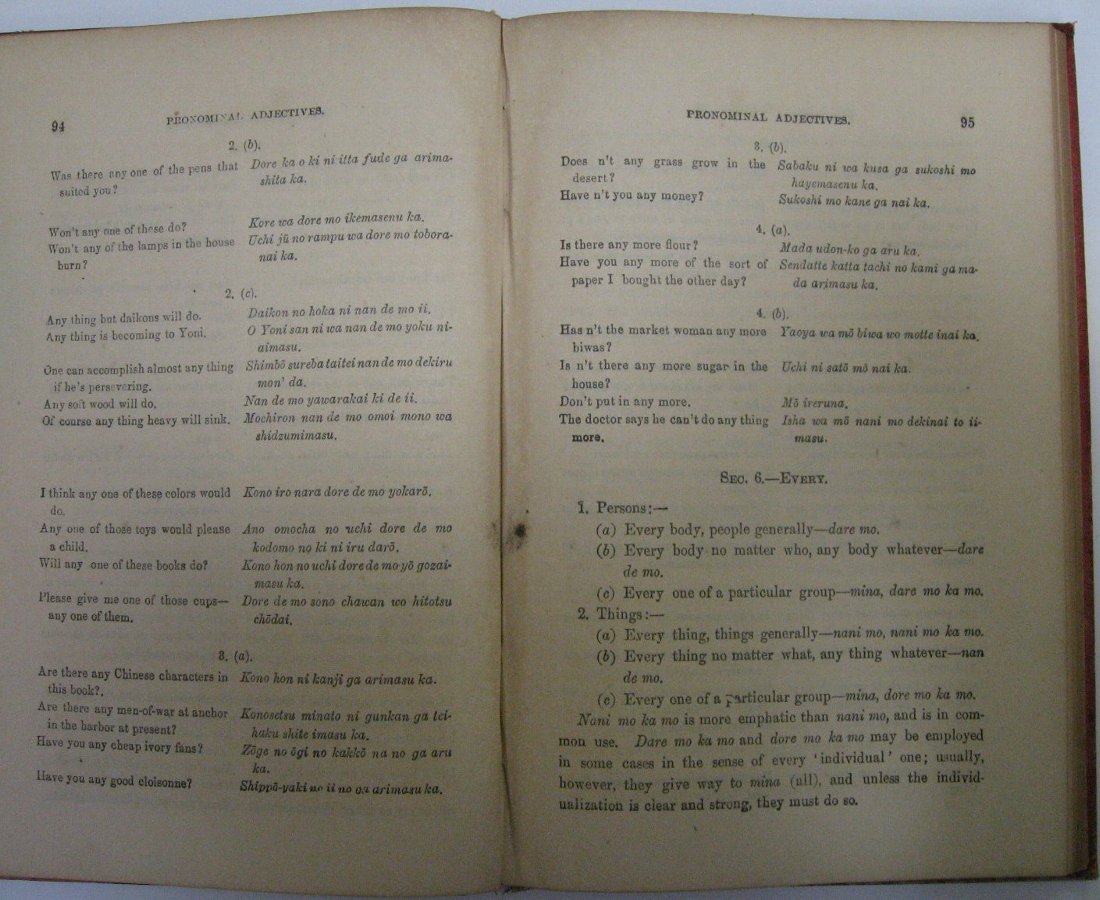 94
PRONOMINAL ADJECTIVES.
2. (b).
Was there any one of the pens that
suited you?
Dore ka o ki ni itta fude ga arima-
shita ka.
Won't any one of these do?
Kore wa dore mo ikemasenu ka.
Won't any of the lamps in the house
burn?
Uchi jū no rampu wa dore mo tobora-
nai ka.
2. (c).
Any thing but daikons will do.
Daikon no hoka ni nan de mo ii.
Any thing is becoming to Yoni.
O Yoni san ni wa nan de mo yoku ni-
aimasu.
One can accomplish almost any thing
if he's persevering.
Shimbō sureba taitei nan de mo dekiru
mon' da.
Any soft wood will do.
Nan de mo yawarakai ki de ii.
Of course any thing heavy will sink.
Mochiron nan de mo omoi mono wa
shidzumimasu.
I think any one of these colors would
do.
Kono iro nara dore de mo yokarō.
Any one of those toys would please
a child.
Ano omocha no uchi dore de mo
kodomo no ki ni iru darō.
Will any one of these books do?
Kono hon no uchi dore de mo yō gozai-
masu ka.
Please give me one of those cups—
any one of them.
Dore de mo sono chawan wo hitotsu
chōdai.
3. (a).
Are there any Chinese characters in
this book?.
Kono hon ni kanji ga arimasu ka.
Are there any men-of-war at anchor
in the harbor at present?
Konosetsu minato ni gunkan ga tei-
haku shite imasu ka.
Have you any cheap ivory fans?
Zōge no ōgi no kakkō na no ga aru
ka.
Have you any good cloisonne?
Shippō-yaki no ii no ga arimasu ka.
PRONOMINAL ADJECTIVES.
95
3. (b).
Does n't any grass grow in the
desert?
Sabaku ni wa kusa ga sukoshi mo
hayemasenu ka.
Have n't you any money?
Sukoshi mo kane ga nai ka.
4. (a).
Is there any more flour?
Mada udon-ko ga aru ka.
Have you any more of the sort of
paper I bought the other day?
Sendatte katta tachi no kami ga ma-
da arimasu ka.
4. (b).
Has n't the market woman any more
biwas?
Yaoya wa mō biwa wo motte inai ka.
Is n't there any more sugar in the
house?
Uchi ni satō mō nai ka.
Don't put in any more.
Mō ireruna.
The doctor says he can't do any thing
more.
Isha wa mō nani mo dekinai to ii-
masu.
SEC. 6.—EVERY.
1. Persons:—
(a) Every body, people generally—dare mo.
(b) Every body no matter who, any body whatever—dare
de mo.
(c) Every one of a particular group—mina, dare mo ka mo.
2. Things:—
(a) Every thing, things generally—nani mo, nani mo ka mo.
(b) Every thing no matter what, any thing whatever—nan
de mo.
(c) Every one of a particular group—mina, dore mo ka mo.
Nani mo ka mo is more emphatic than nani mo, and is in com-
mon use. Dare mo ka mo and dore mo ka mo may be employed
in some cases in the sense of every 'individual' one; usually,
however, they give way to mina (all), and unless the individ-
ualization is clear and strong, they must do so.